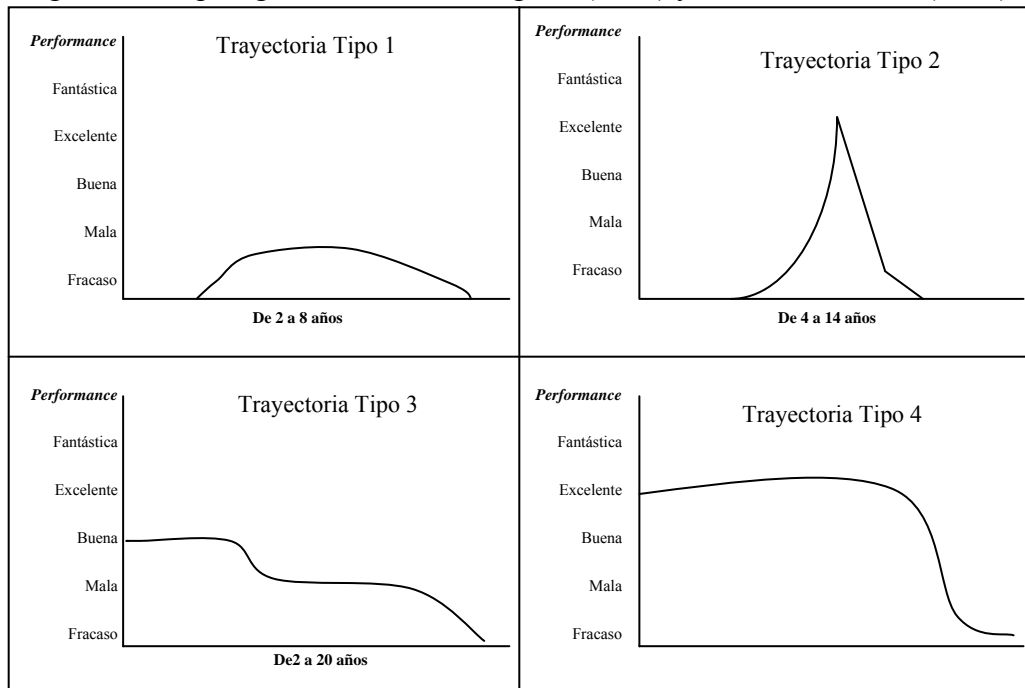 Performance
Trayectoria Tipo 1
Fantástica
Excelente
Buena
Mala
Fracaso
De 2 a 8 años
Performance
Trayectoria Tipo 2
Fantástica
Excelente
Buena
Mala
Fracaso
De 4 a 14 años
Performance
Trayectoria Tipo 3
Fantástica
Excelente
Buena
Mala
Fracaso
De2 a 20 años
Performance
Trayectoria Tipo 4
Fantástica
Excelente
Buena
Mala
Fracaso